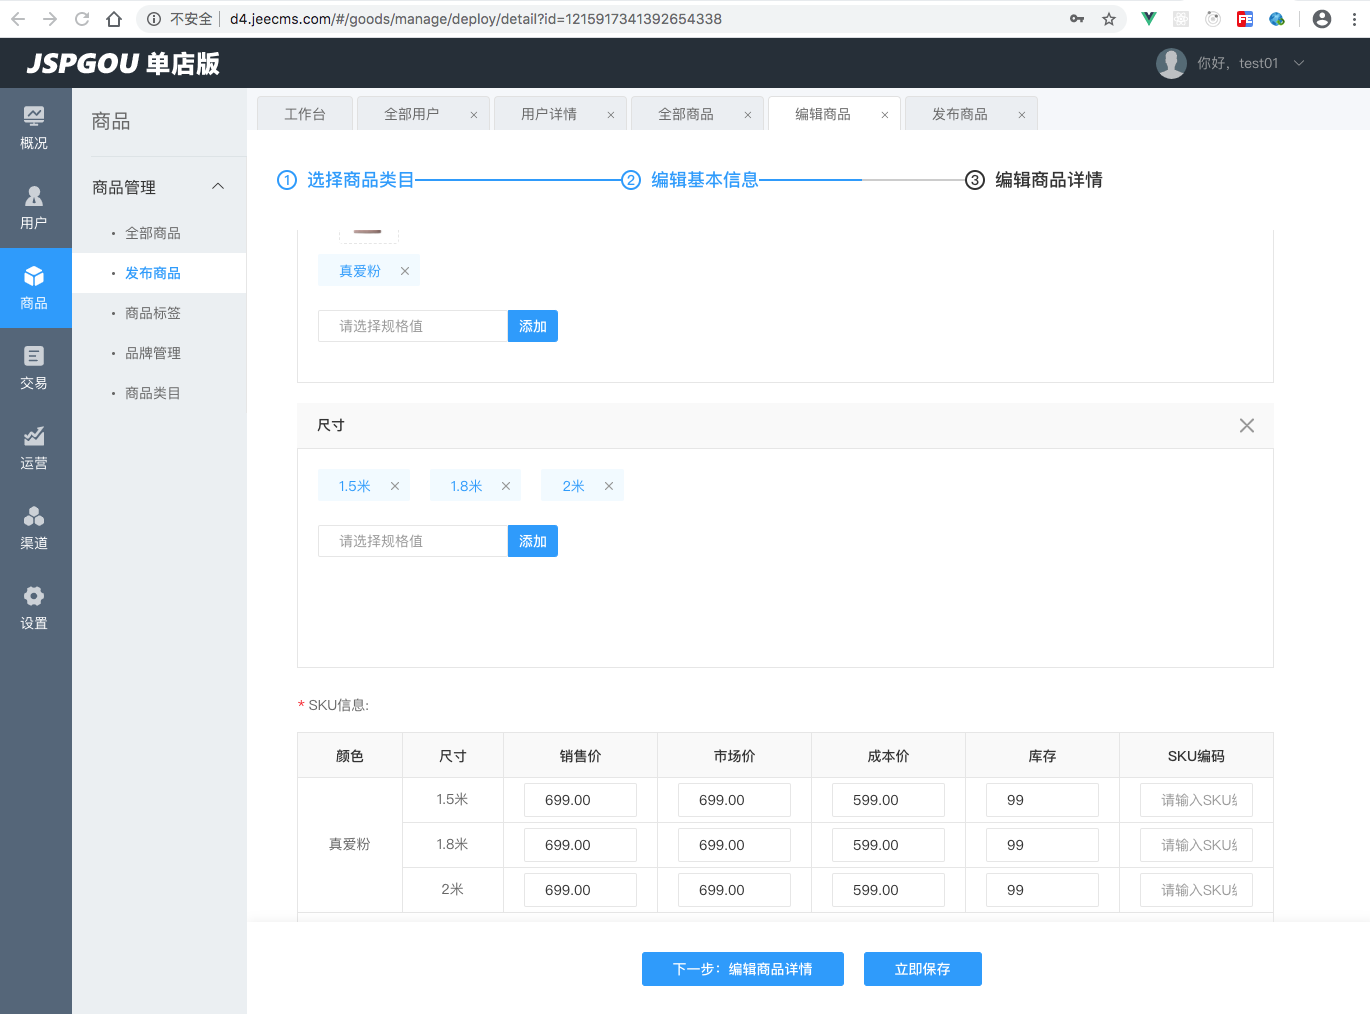 不安全 d4.jeecms.com/#/goods/manage/deploy/detail?id=1215917341392654338
FE
JSPGOU 单店版
你好，test01
概况
用户
商品
交易
运营
渠道
设置
商品
商品管理
全部商品
发布商品
商品标签
品牌管理
商品类目
工作台 全部用户 × 用户详情 × 全部商品 × 编辑商品 × 发布商品 ×
1 选择商品类目 2 编辑基本信息 3 编辑商品详情
真爱粉 ×
请选择规格值 添加
尺寸 ×
1.5米 × 1.8米 × 2米 ×
请选择规格值 添加
* SKU信息:
颜色 尺寸 销售价 市场价 成本价 库存 SKU编码
1.5米 699.00 699.00 599.00 99 请输入SKU
真爱粉 1.8米 699.00 699.00 599.00 99 请输入SKU
2米 699.00 699.00 599.00 99 请输入SKU
下一步：编辑商品详情 立即保存